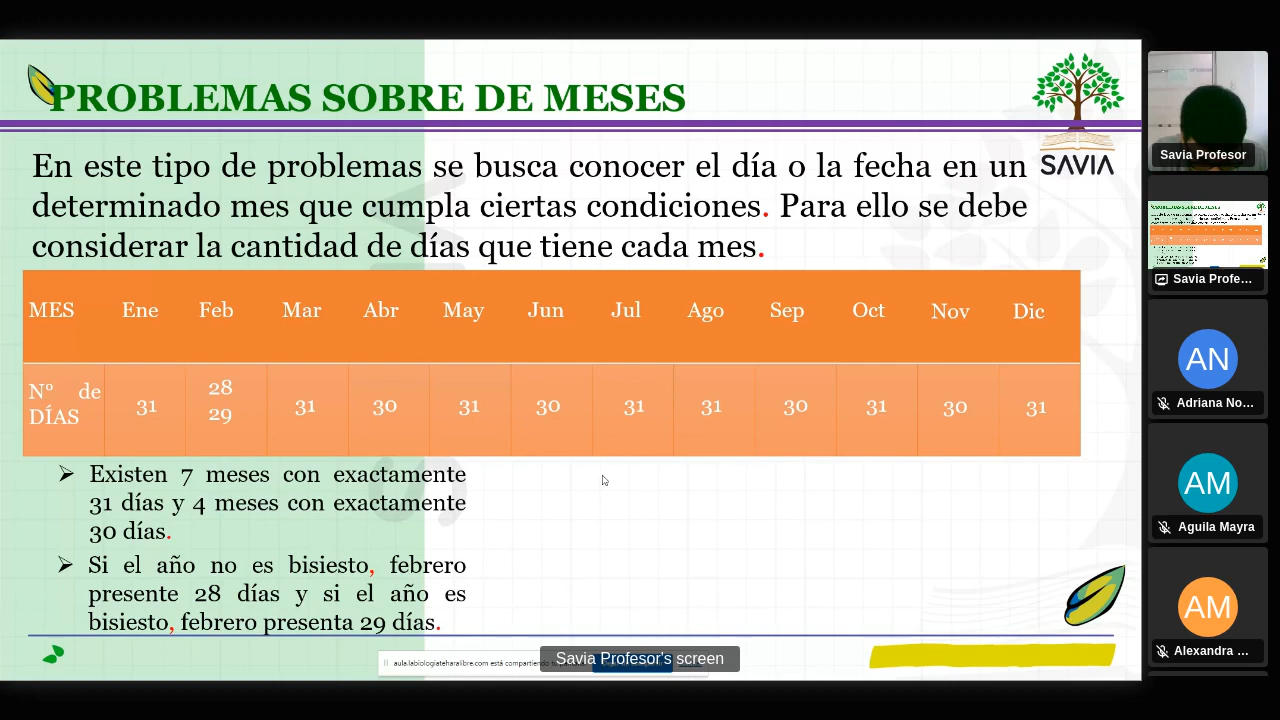 PROBLEMAS SOBRE DE MESES
SAVIA
En este tipo de problemas se busca conocer el día o la fecha en un
determinado mes que cumpla ciertas condiciones. Para ello se debe
considerar la cantidad de días que tiene cada mes.
MES Ene Feb Mar Abr May Jun Jul Ago Sep Oct Nov Dic
N° de DÍAS 31 28 29 31 30 31 30 31 31 30 31 30 31
➢ Existen 7 meses con exactamente
31 días y 4 meses con exactamente
30 días.
➢ Si el año no es bisiesto, febrero
presente 28 días y si el año es
bisiesto, febrero presenta 29 días.
aula.labiologiateharalibre.com está compartiendo
Savia Profesor's screen
Savia Profesor
Savia Profe...
AN
Adriana No...
AM
Aguila Mayra
AM
Alexandra ...